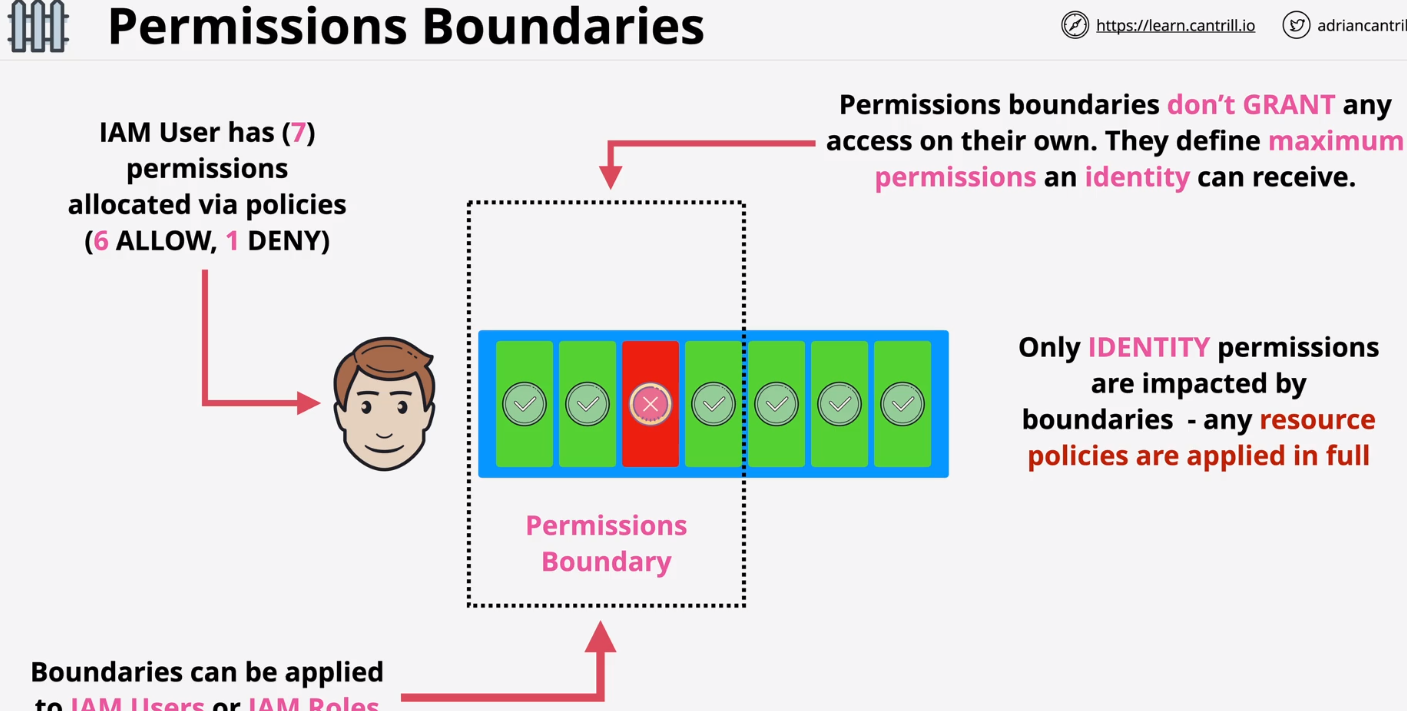 Permissions Boundaries
https://learn.cantrill.io
IAM User has (7)
permissions
allocated via policies
(6 ALLOW, 1 DENY)
Permissions boundaries don’t GRANT any
access on their own. They define maximum
permissions an identity can receive.
Only IDENTITY permissions
are impacted by
boundaries - any resource
policies are applied in full
Permissions
Boundary
Boundaries can be applied
to IAM Users or IAM Roles